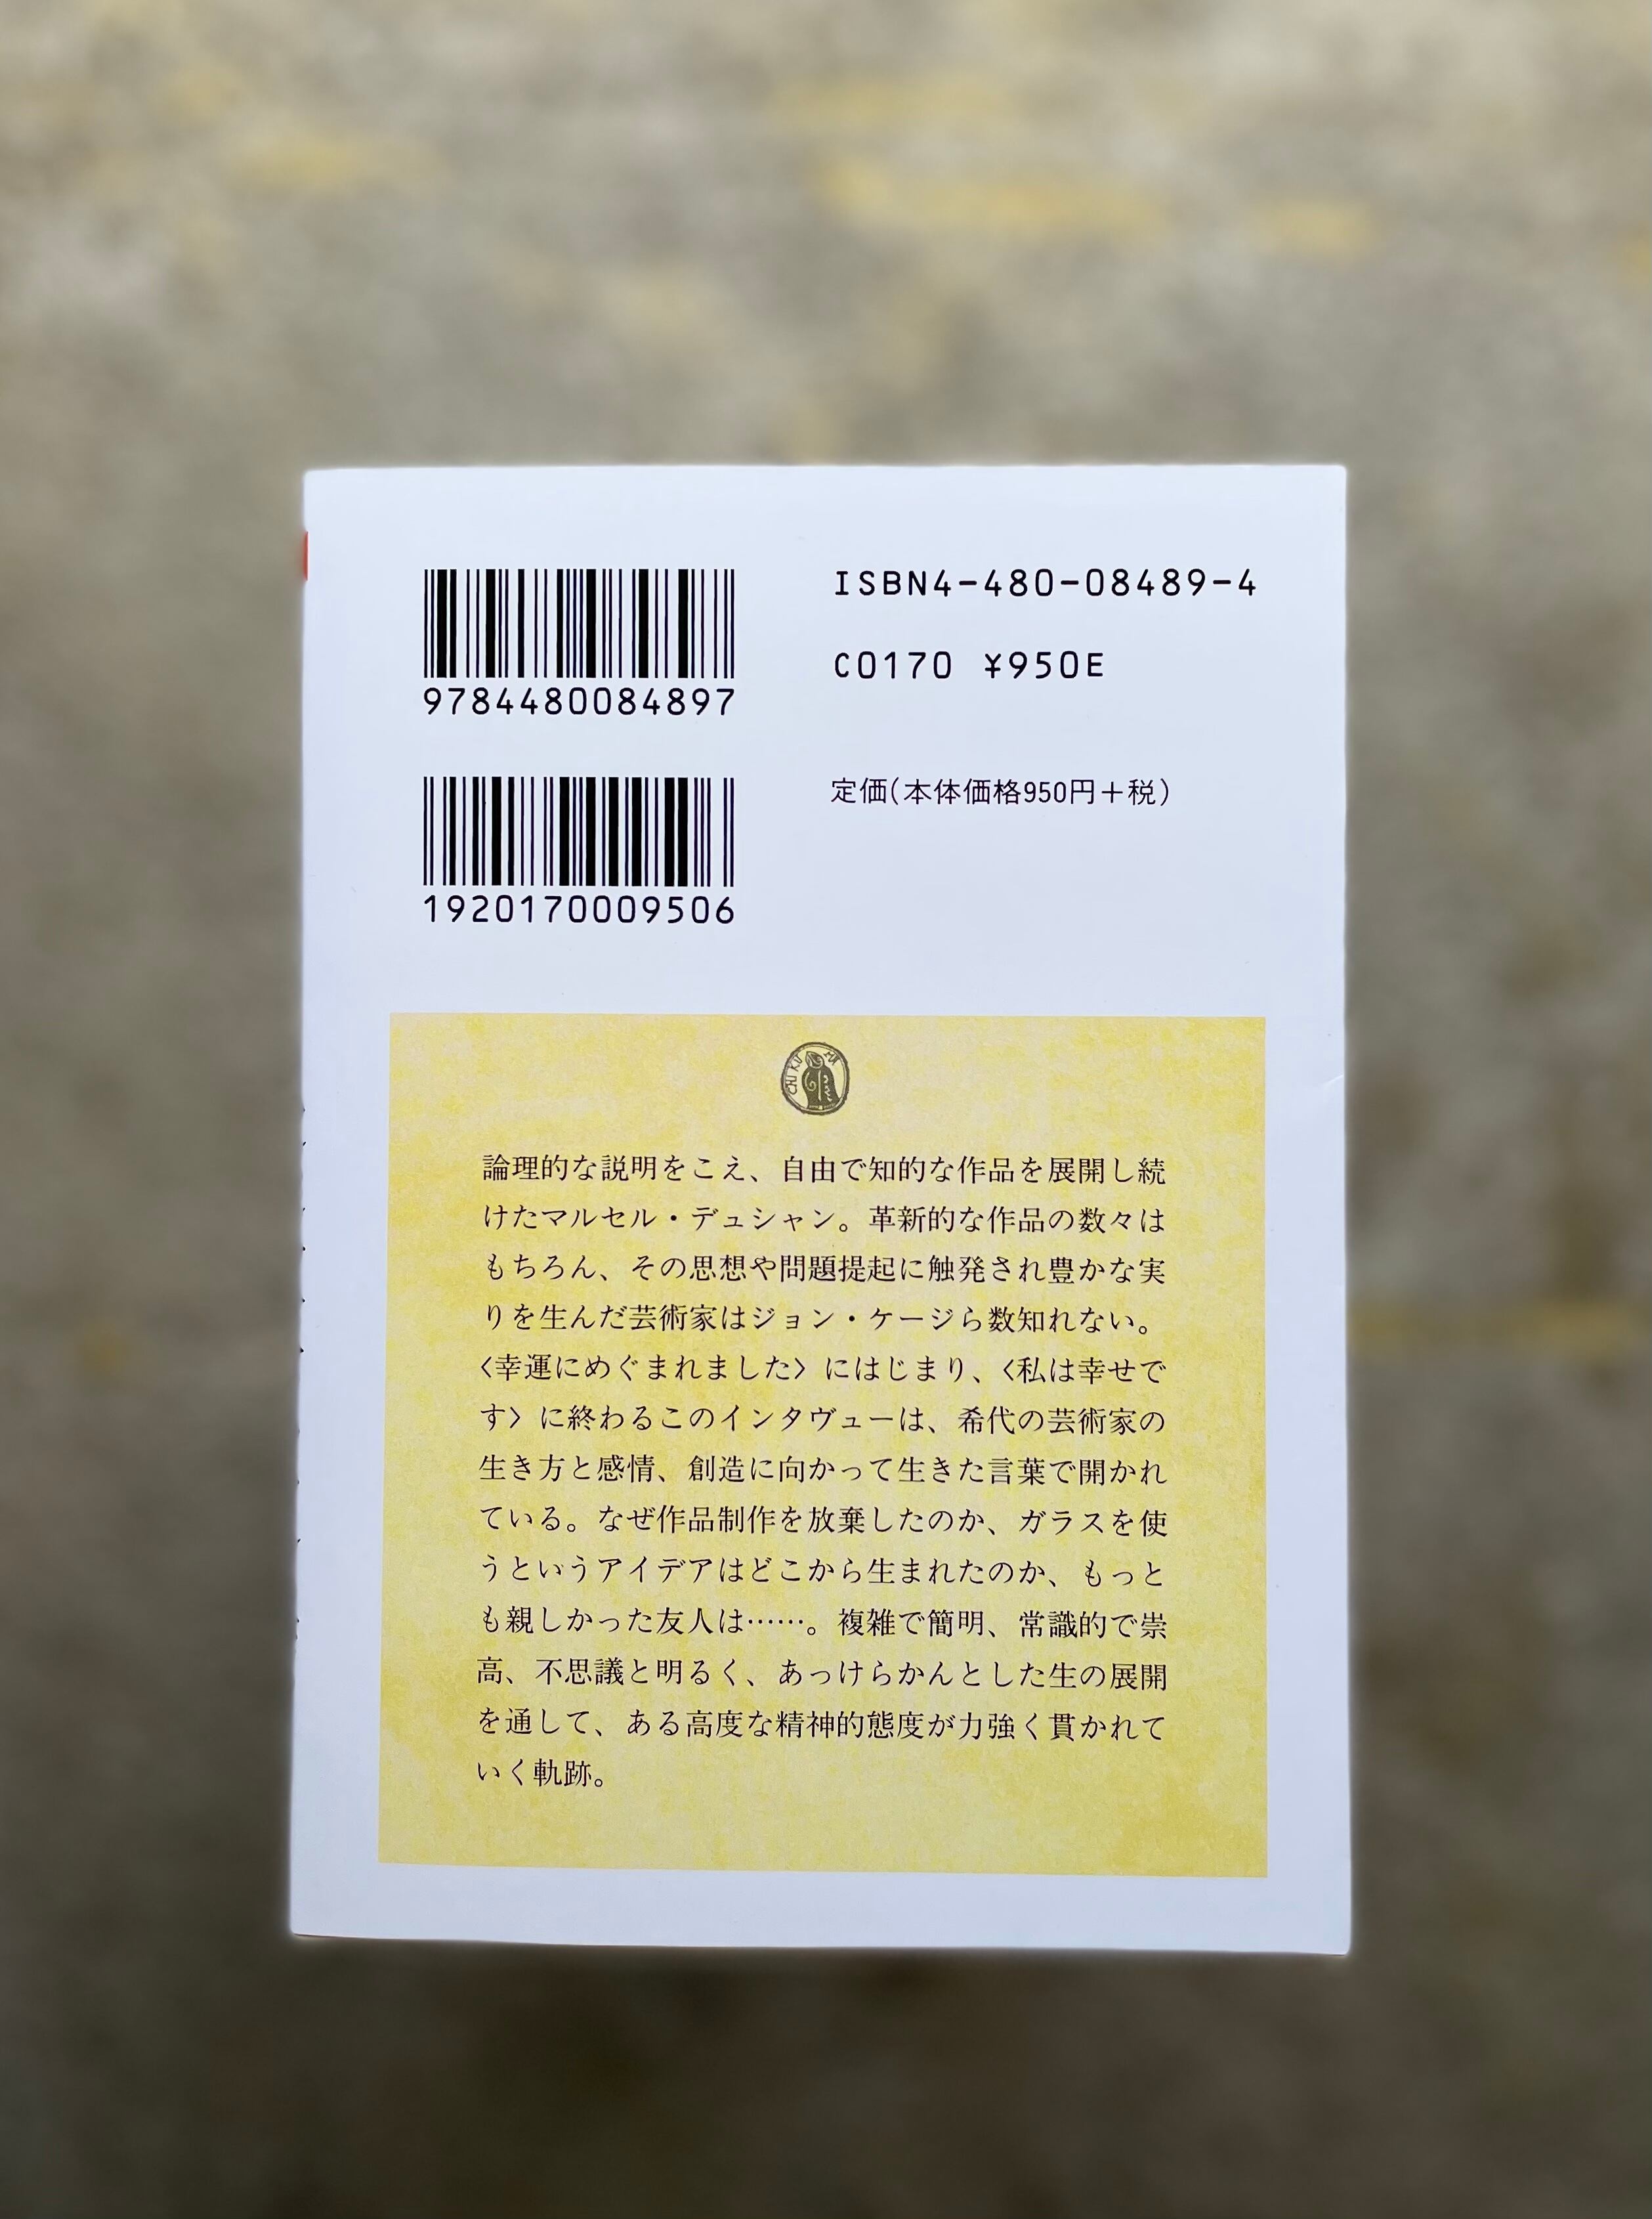 9784480084897
1920170009506
ISBN4-480-08489-4
C0170 ¥950E
定価(本体価格950円＋税)
CHIKUMA
論理的な説明をこえ、自由で知的な作品を展開し続
けたマルセル・デュシャン。革新的な作品の数々は
もちろん、その思想や問題提起に触発され豊かな実
りを生んだ芸術家はジョン・ケージら数知れない。
〈幸運にめぐまれました〉にはじまり、〈私は幸せで
す〉に終わるこのインタヴューは、希代の芸術家の
生き方と感情、創造に向かって生きた言葉で開かれ
ている。なぜ作品制作を放棄したのか、ガラスを使
うというアイデアはどこから生まれたのか、もっと
も親しかった友人は……。複雑で簡明、常識的で崇
高、不思議と明るく、あっけらかんとした生の展開
を通して、ある高度な精神的態度が力強く貫かれて
いく軌跡。